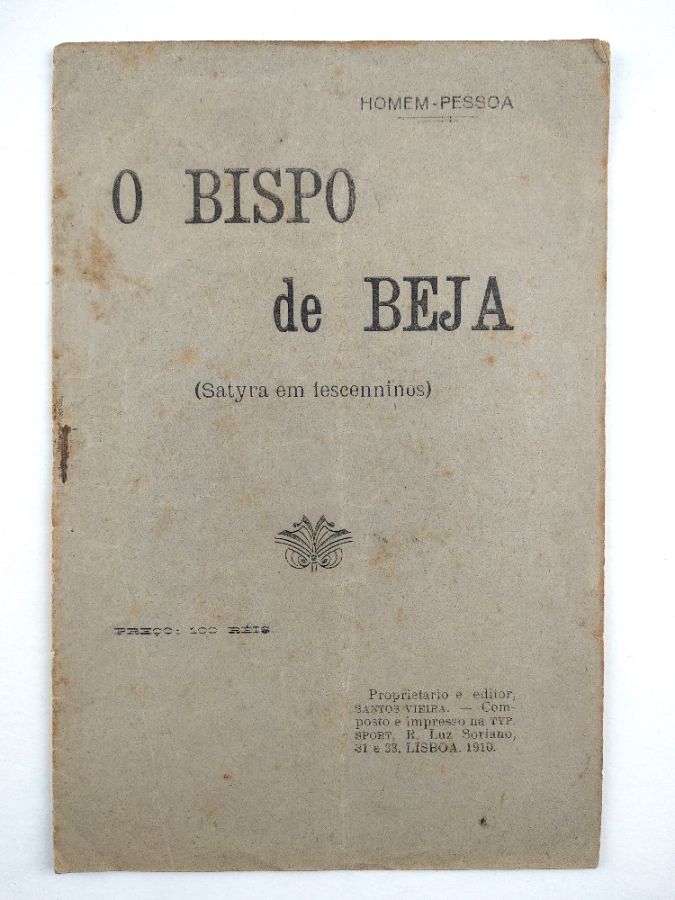 HOMEM-PESSOA
O BISPO
de BEJA
(Satyra em fescenninos)
PREÇO: 100 RÉIS
Proprietario e editor,
SANTOS VIEIRA. — Com-
posto e impresso na TYP.
SPORT, R. Luz Soriano,
31 e 33, LISBOA. 1910.